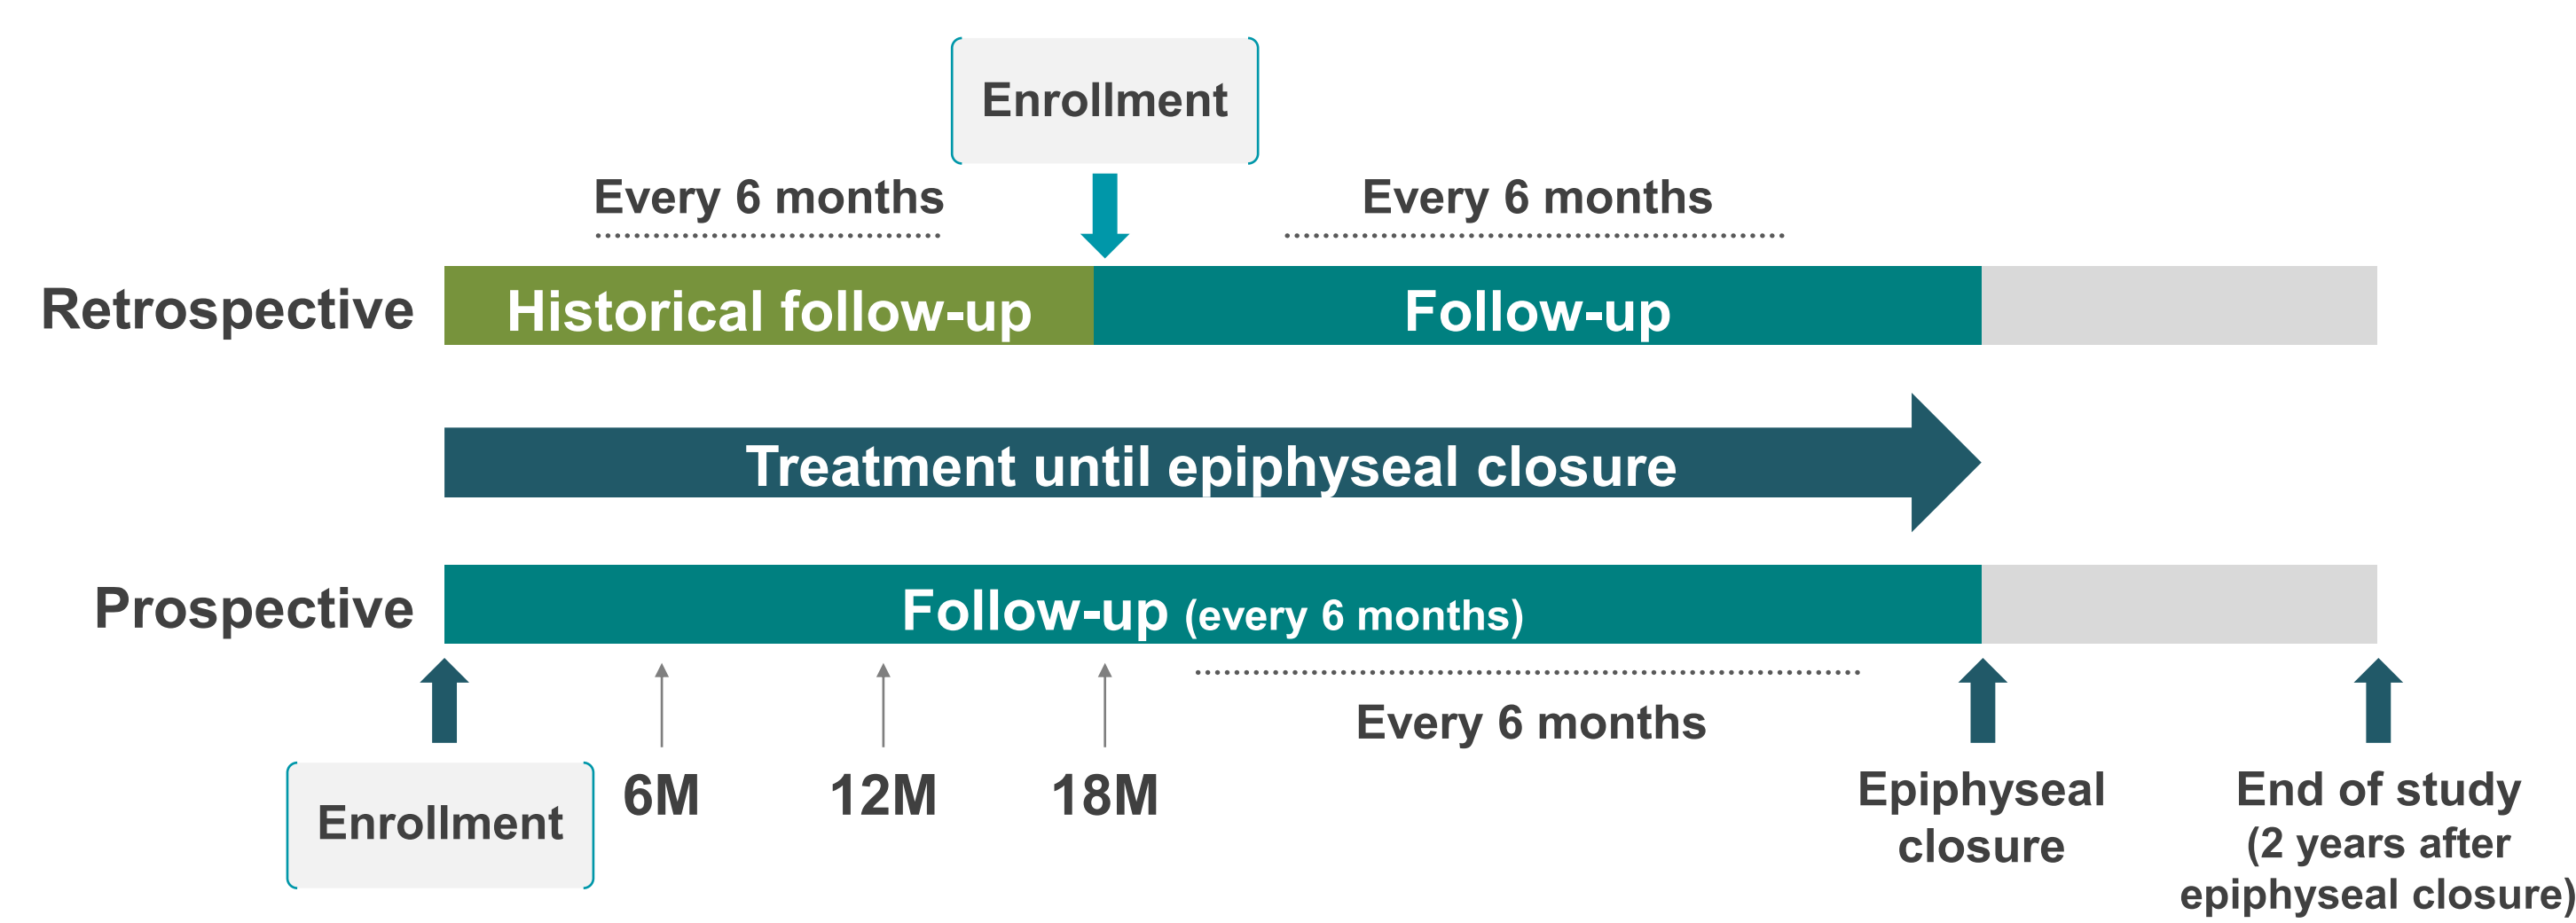 Enrollment
Every 6 months
Every 6 months
Retrospective
Historical follow-up
Follow-up
Treatment until epiphyseal closure
Prospective
Follow-up (every 6 months)
Every 6 months
6M
12M
18M
Enrollment
Epiphyseal
closure
End of study
(2 years after
epiphyseal closure)